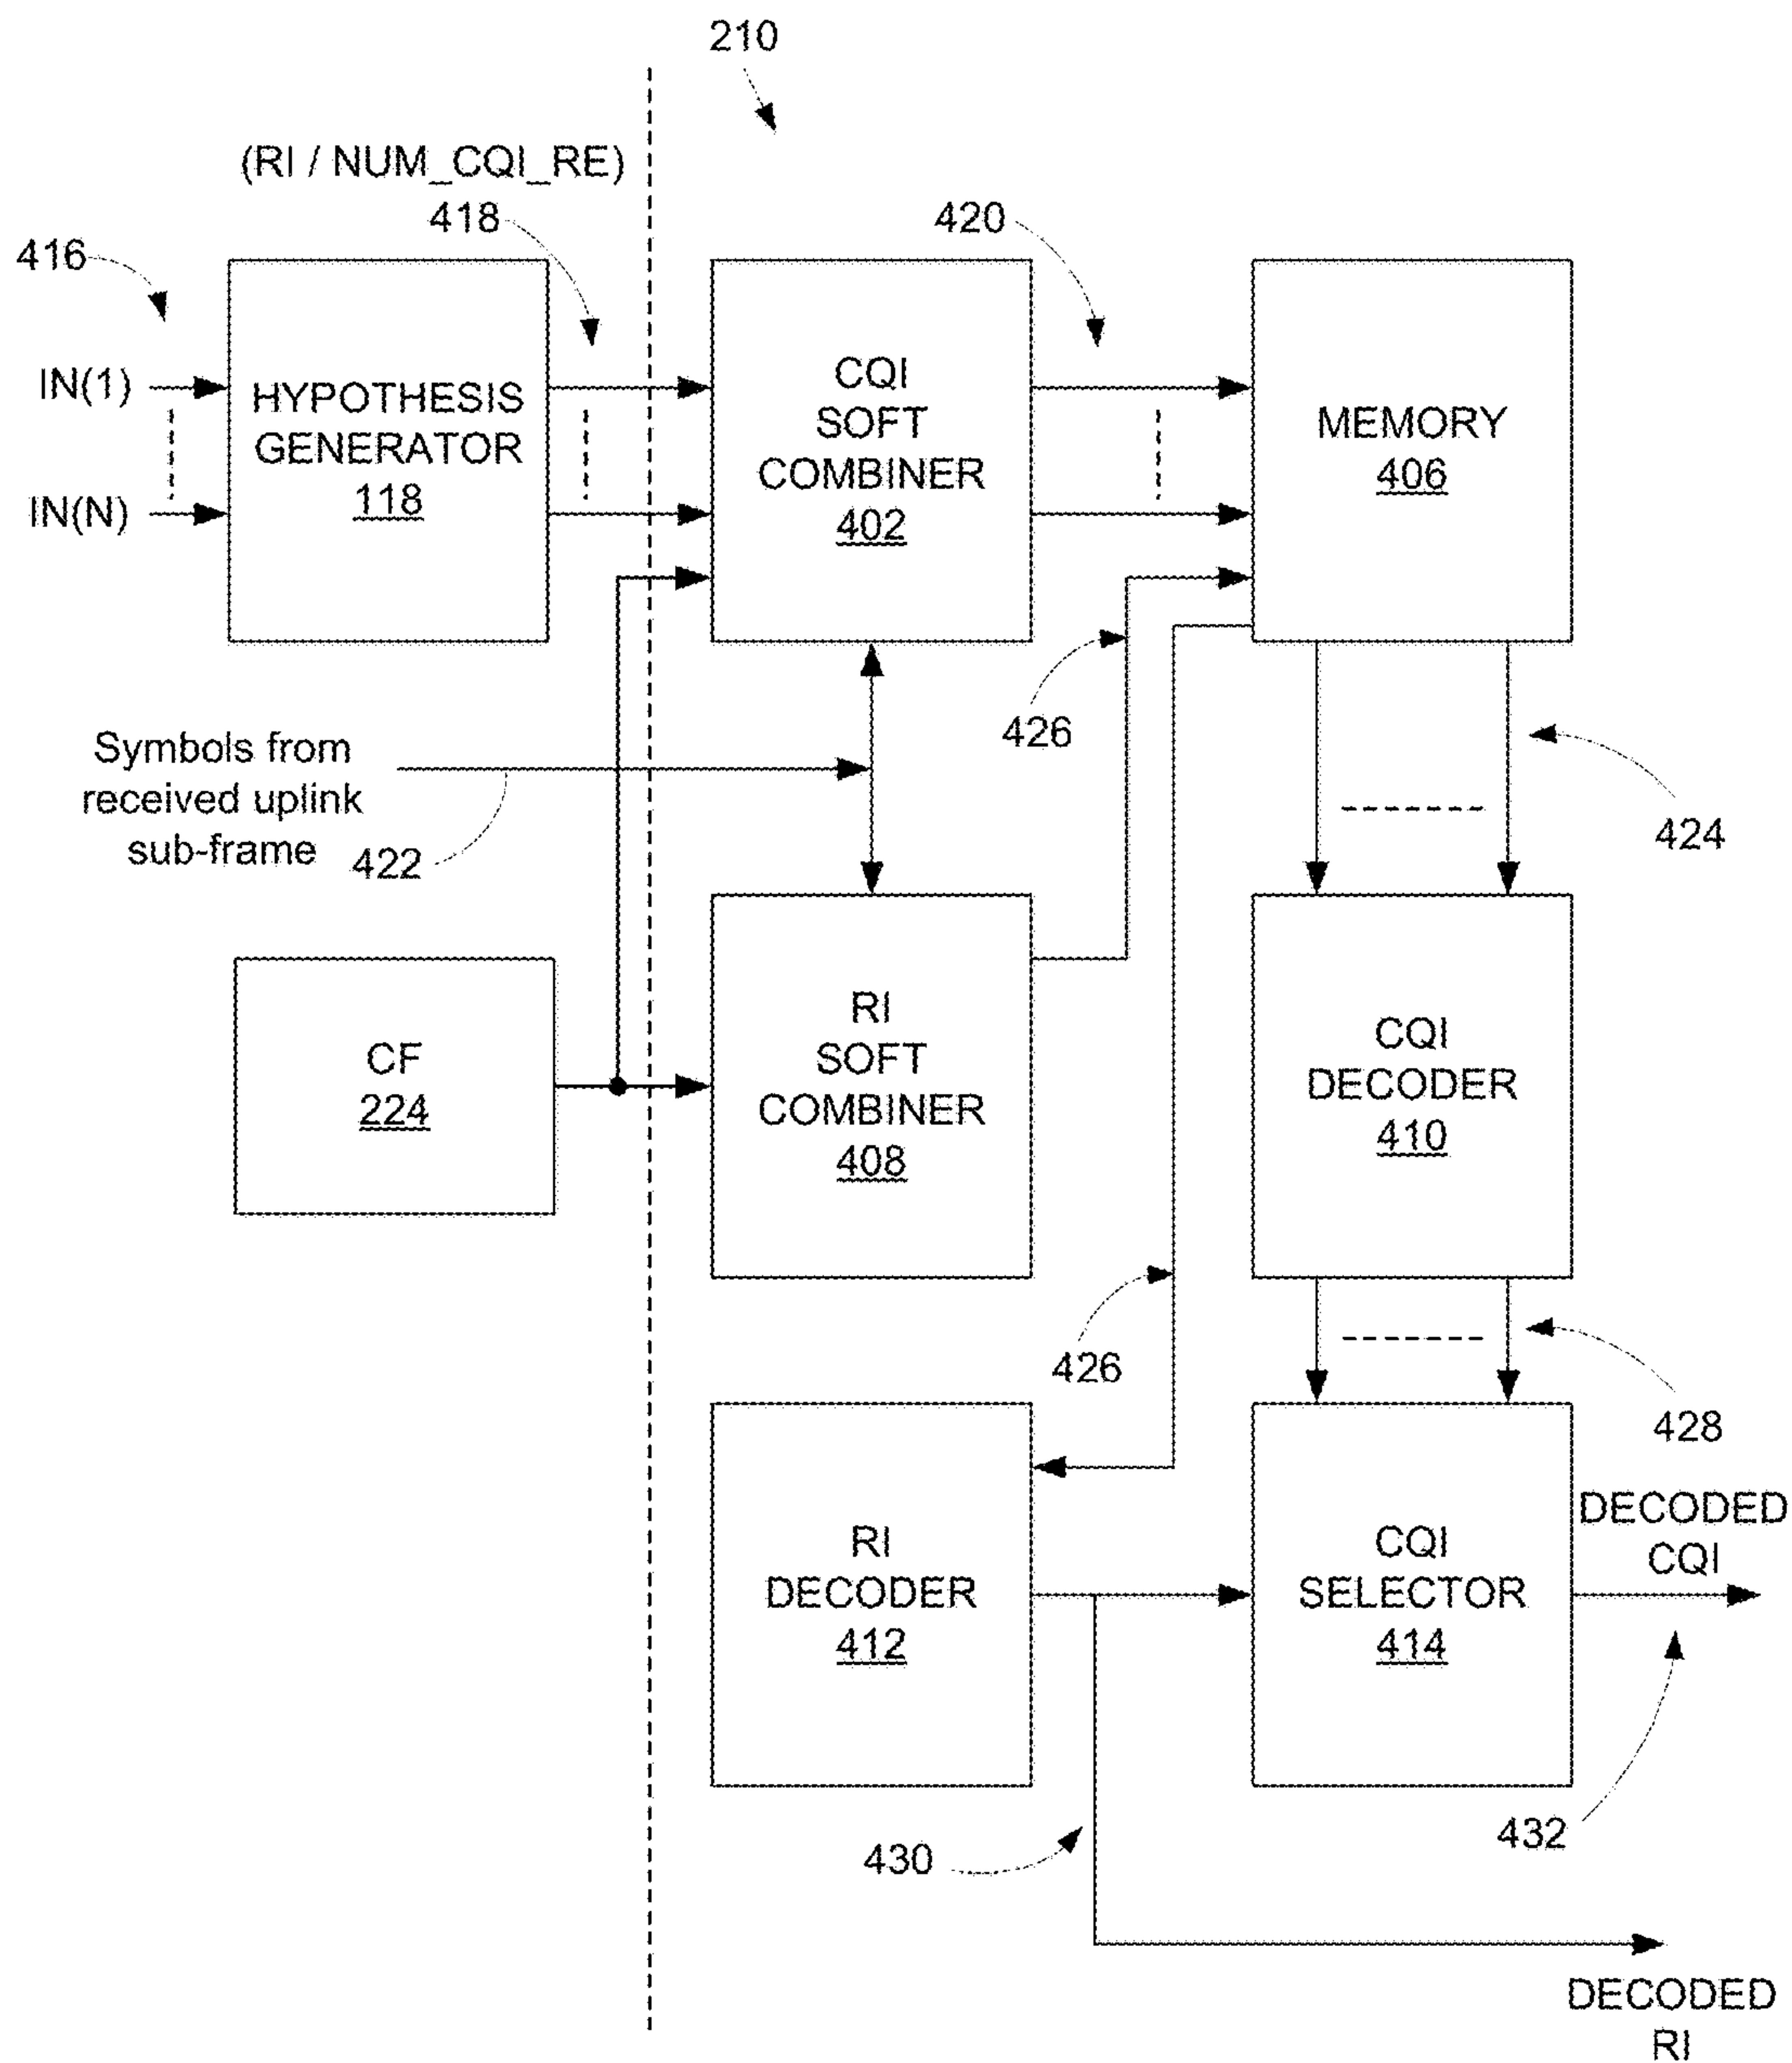 210
(RI / NUM_CQI_RE)
416
418
420
IN(1)
IN(N)
HYPOTHESIS
GENERATOR
118
CQI
SOFT
COMBINER
402
MEMORY
406
426
Symbols from
received uplink
sub-frame
422
424
CF
224
RI
SOFT
COMBINER
408
CQI
DECODER
410
426
428
RI
DECODER
412
CQI
SELECTOR
414
DECODED
CQI
432
430
DECODED
RI